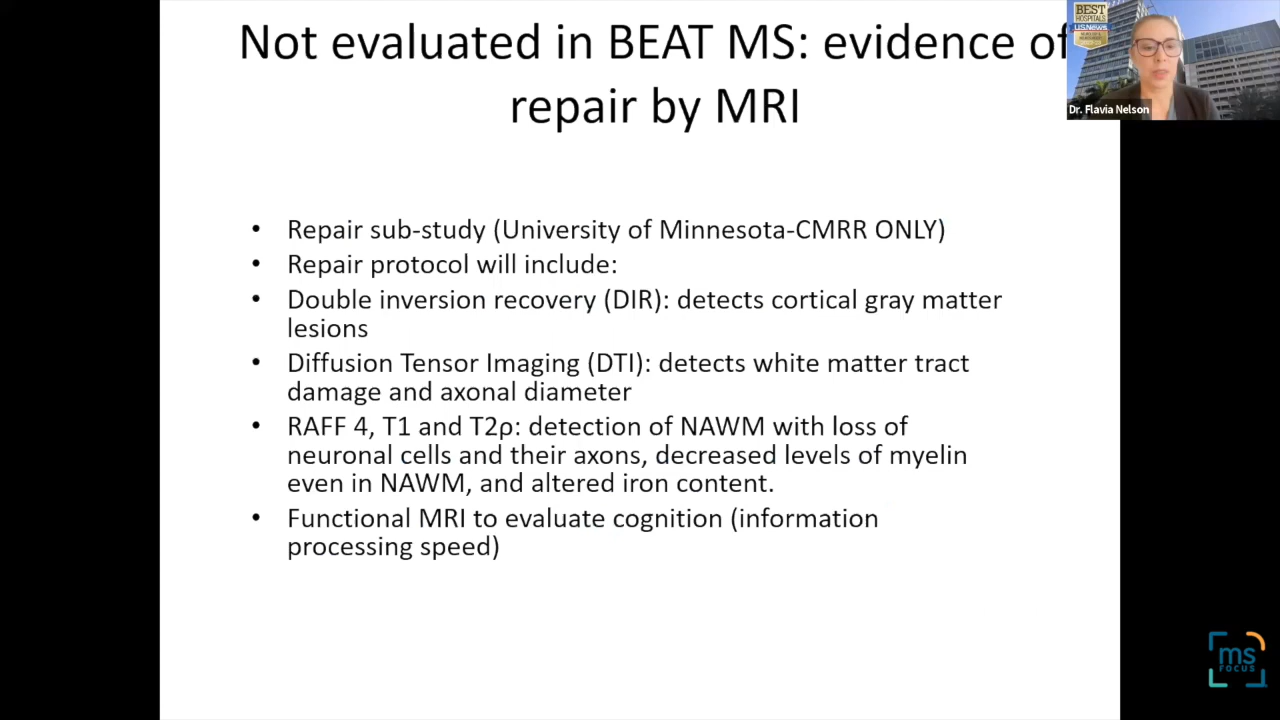 Not evaluated in BEAT MS: evidence of
repair by MRI
BEST
HOSPITALS
U.S.News
Dr. Flavia Nelson
• Repair sub-study (University of Minnesota-CMRR ONLY)
• Repair protocol will include:
• Double inversion recovery (DIR): detects cortical gray matter
lesions
• Diffusion Tensor Imaging (DTI): detects white matter tract
damage and axonal diameter
• RAFF 4, T1 and T2ρ: detection of NAWM with loss of
neuronal cells and their axons, decreased levels of myelin
even in NAWM, and altered iron content.
• Functional MRI to evaluate cognition (information
processing speed)
ms
FOCUS